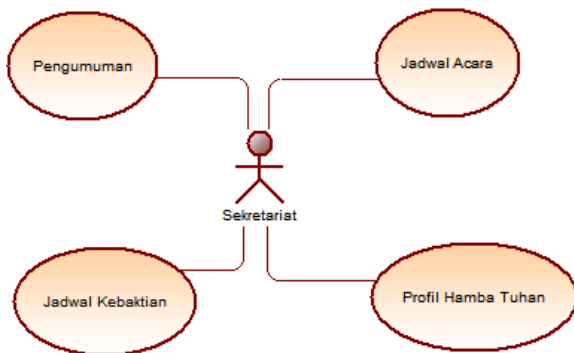 Pengumuman
Jadwal Acara
Sekretariat
Jadwal Kebaktian
Profil Hamba Tuhan